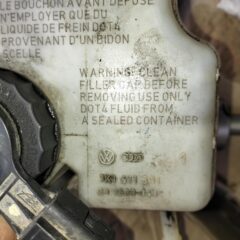 LE BOUCHON AVANT DEPOSE
N'EMPLOYER QUE DU
LIQUIDE DE FREIN DOT4
PROVENANT D'UN BIDON
SCELLE
WARNING: CLEAN
FILLER CAP BEFORE
REMOVING USE ONLY
DOT4 FLUID FROM
A SEALED CONTAINER